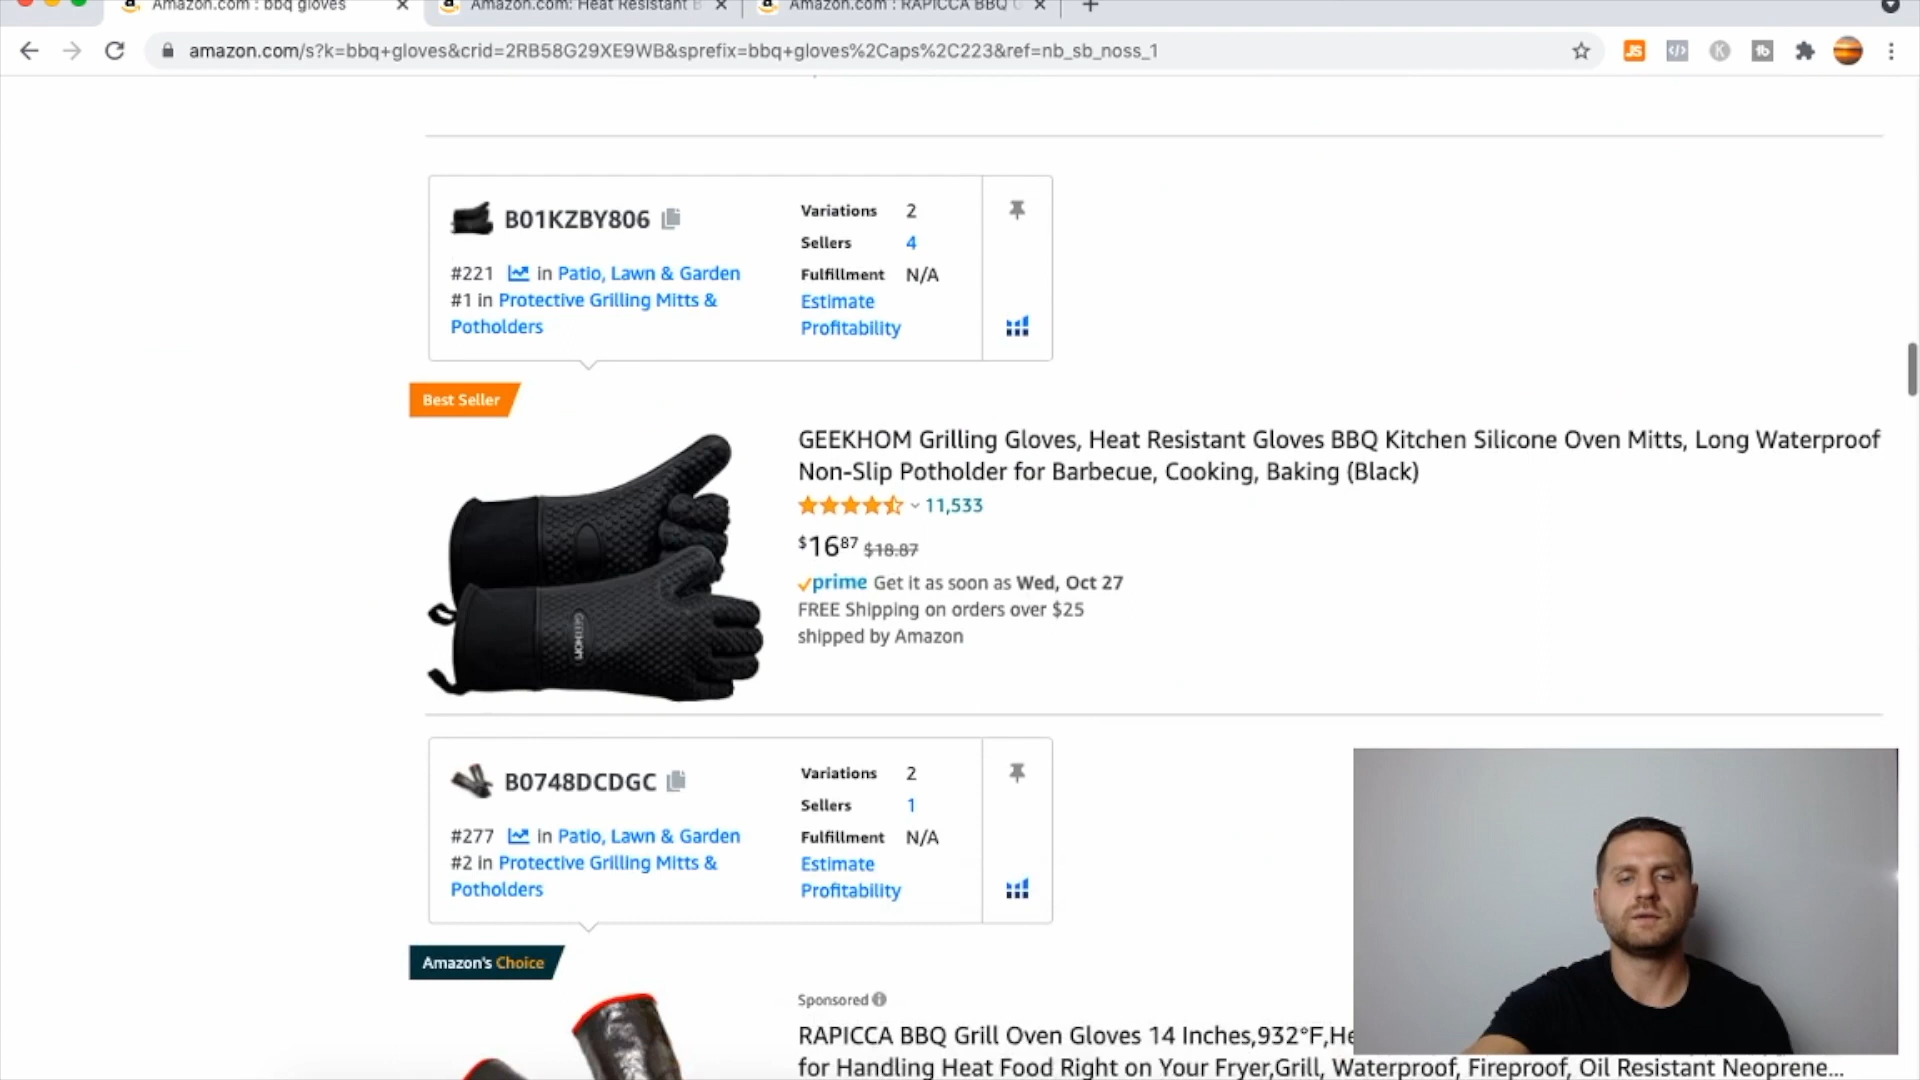 Amazon.com : bbq gloves
Amazon.com: Heat Resistant B
Amazon.com : RAPICCA BBQ G
amazon.com/s?k=bbq+gloves&crid=2RB58G29XE9WB&sprefix=bbq+gloves%2Caps%2C223&ref=nb_sb_noss_1
JS
</>
K
tb
B01KZBY806
#221 in Patio, Lawn & Garden
#1 in Protective Grilling Mitts &
Potholders
Variations 2
Sellers 4
Fulfillment N/A
Estimate
Profitability
Best Seller
GEEKHOM
GEEKHOM Grilling Gloves, Heat Resistant Gloves BBQ Kitchen Silicone Oven Mitts, Long Waterproof
Non-Slip Potholder for Barbecue, Cooking, Baking (Black)
11,533
$16.87 $18.87
prime Get it as soon as Wed, Oct 27
FREE Shipping on orders over $25
shipped by Amazon
B0748DCDGC
#277 in Patio, Lawn & Garden
#2 in Protective Grilling Mitts &
Potholders
Variations 2
Sellers 1
Fulfillment N/A
Estimate
Profitability
Amazon's Choice
Sponsored
RAPICCA BBQ Grill Oven Gloves 14 Inches,932°F,He
for Handling Heat Food Right on Your Fryer,Grill, Waterproof, Fireproof, Oil Resistant Neoprene...